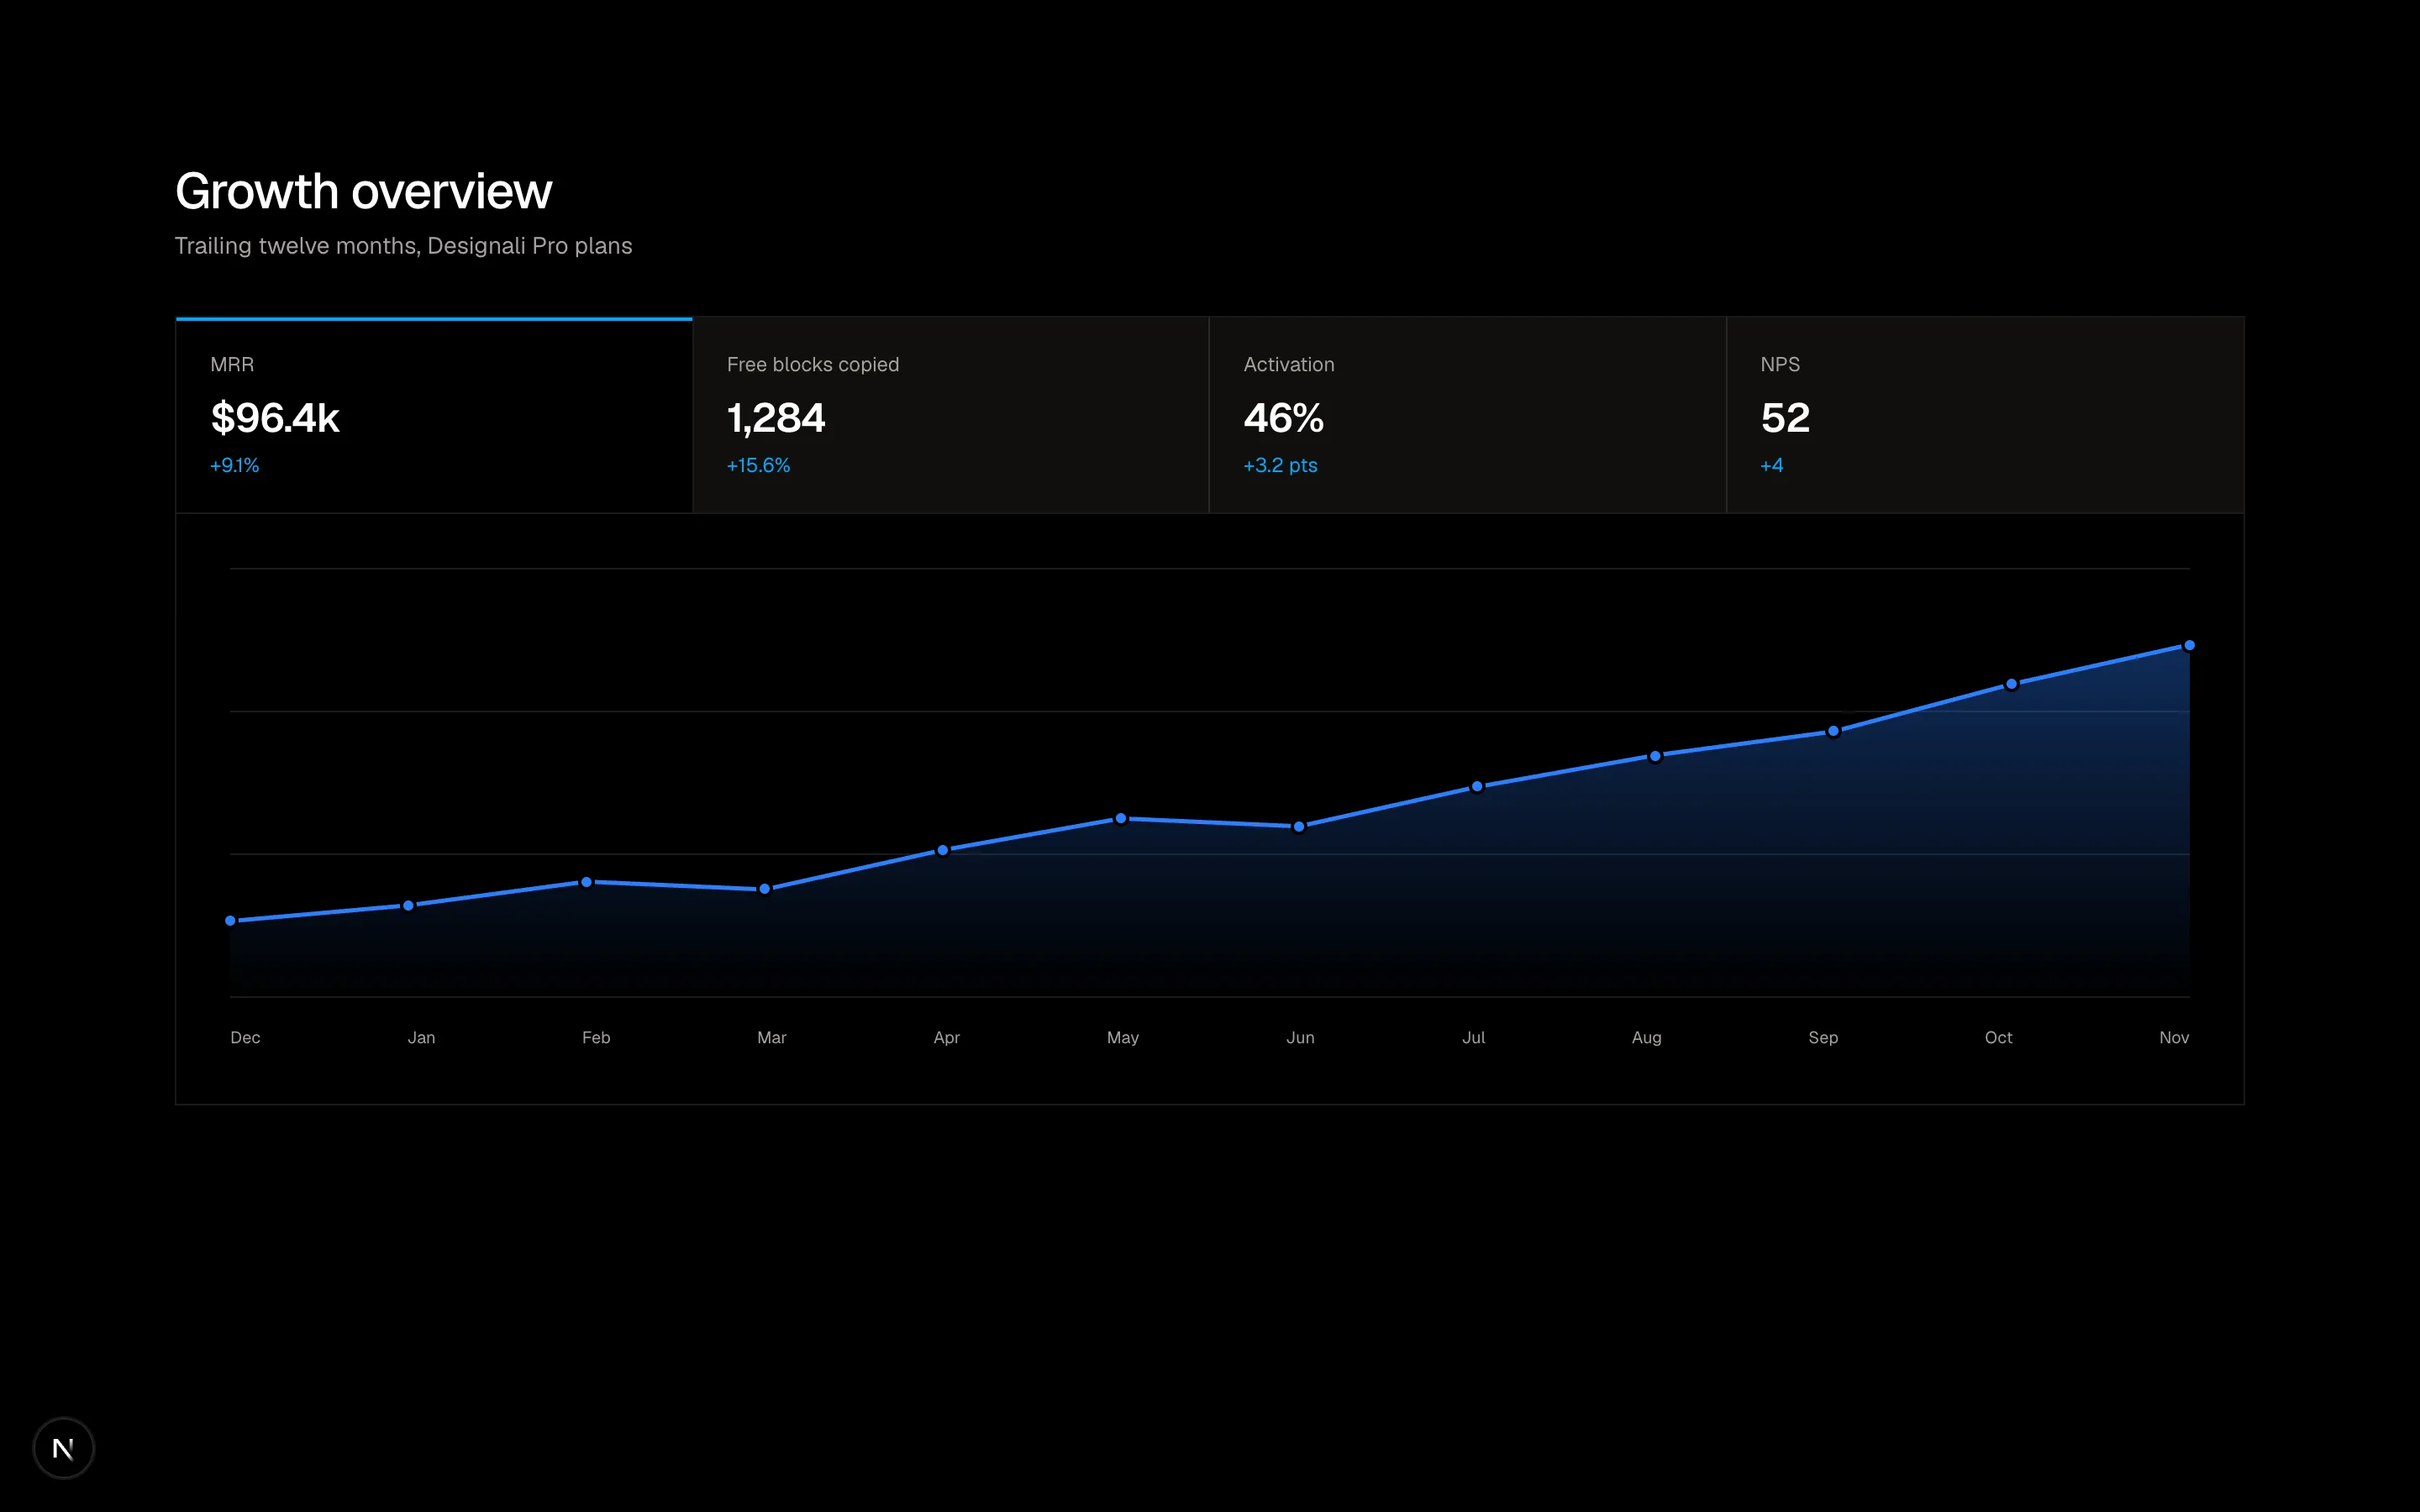 Growth overview
Trailing twelve months, Designali Pro plans
MRR
$96.4k
+9.1%
Free blocks copied
1,284
+15.6%
Activation
46%
+3.2 pts
NPS
52
+4
Dec Jan Feb Mar Apr May Jun Jul Aug Sep Oct Nov
N